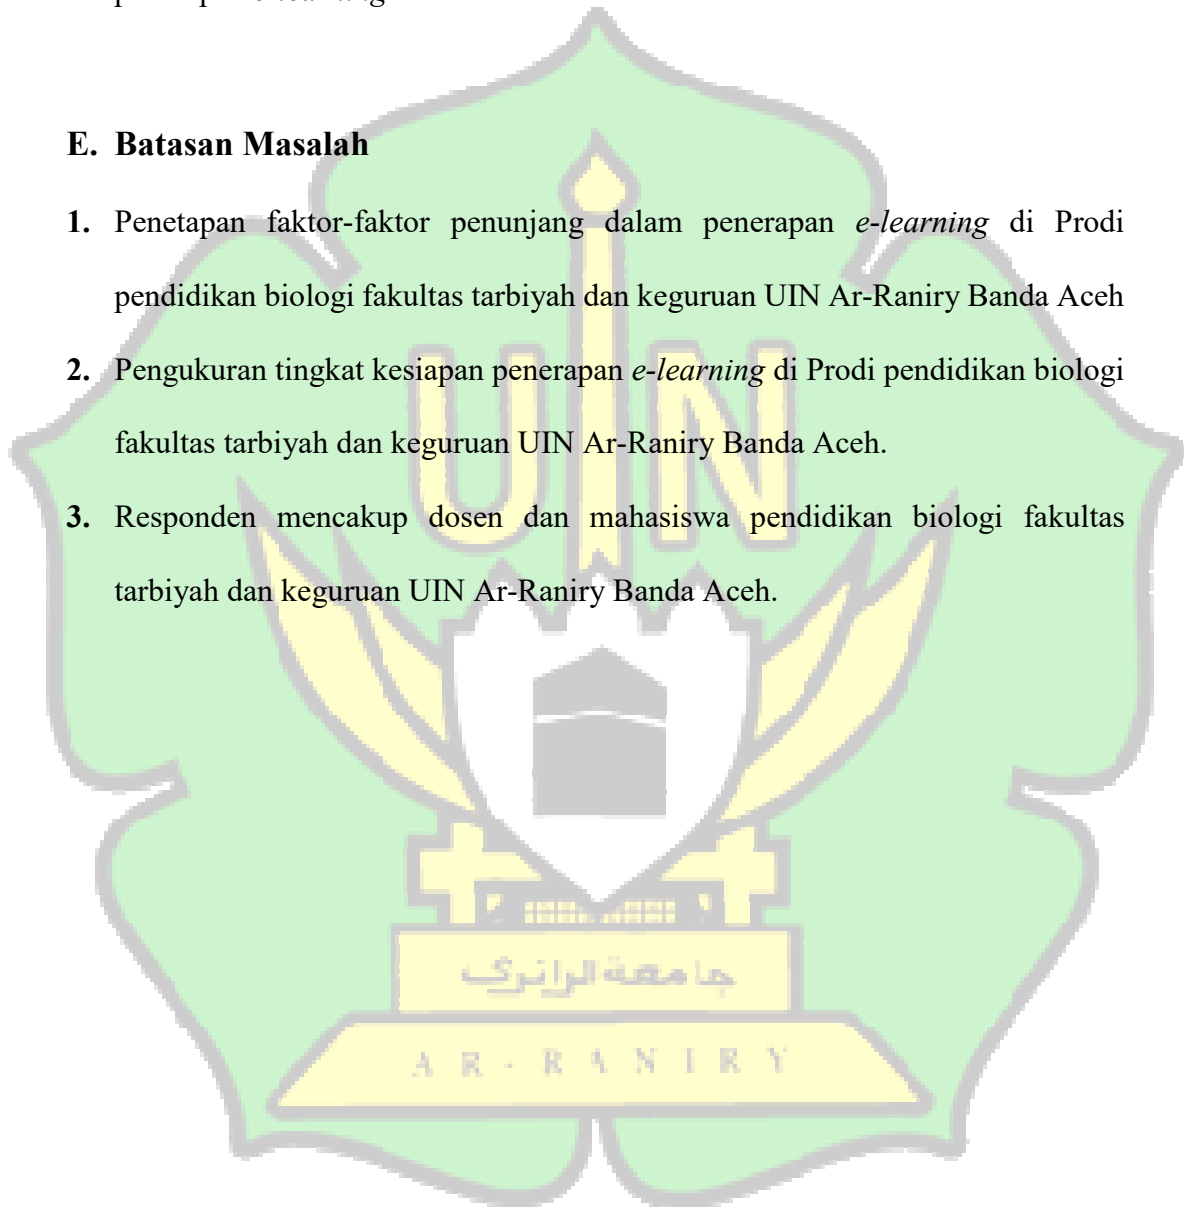 E. Batasan Masalah
1. Penetapan faktor-faktor penunjang dalam penerapan e-learning di Prodi
pendidikan biologi fakultas tarbiyah dan keguruan UIN Ar-Raniry Banda Aceh
2. Pengukuran tingkat kesiapan penerapan e-learning di Prodi pendidikan biologi
fakultas tarbiyah dan keguruan UIN Ar-Raniry Banda Aceh.
3. Responden mencakup dosen dan mahasiswa pendidikan biologi fakultas
tarbiyah dan keguruan UIN Ar-Raniry Banda Aceh.
UIN
جامعة الرانري
AR-RANIRY